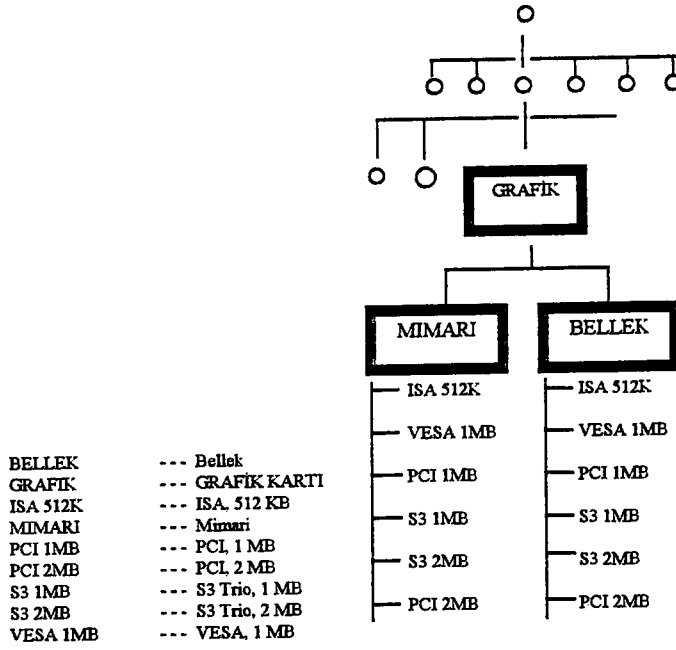 GRAFİK
MIMARI
BELLEK
ISA 512K
VESA 1MB
PCI 1MB
S3 1MB
S3 2MB
PCI 2MB
ISA 512K
VESA 1MB
PCI 1MB
S3 1MB
S3 2MB
PCI 2MB
BELLEK --- Bellek
GRAFIK --- GRAFİK KARTI
ISA 512K --- ISA, 512 KB
MIMARI --- Mimari
PCI 1MB --- PCI, 1 MB
PCI 2MB --- PCI, 2 MB
S3 1MB --- S3 Trio, 1 MB
S3 2MB --- S3 Trio, 2 MB
VESA 1MB --- VESA, 1 MB